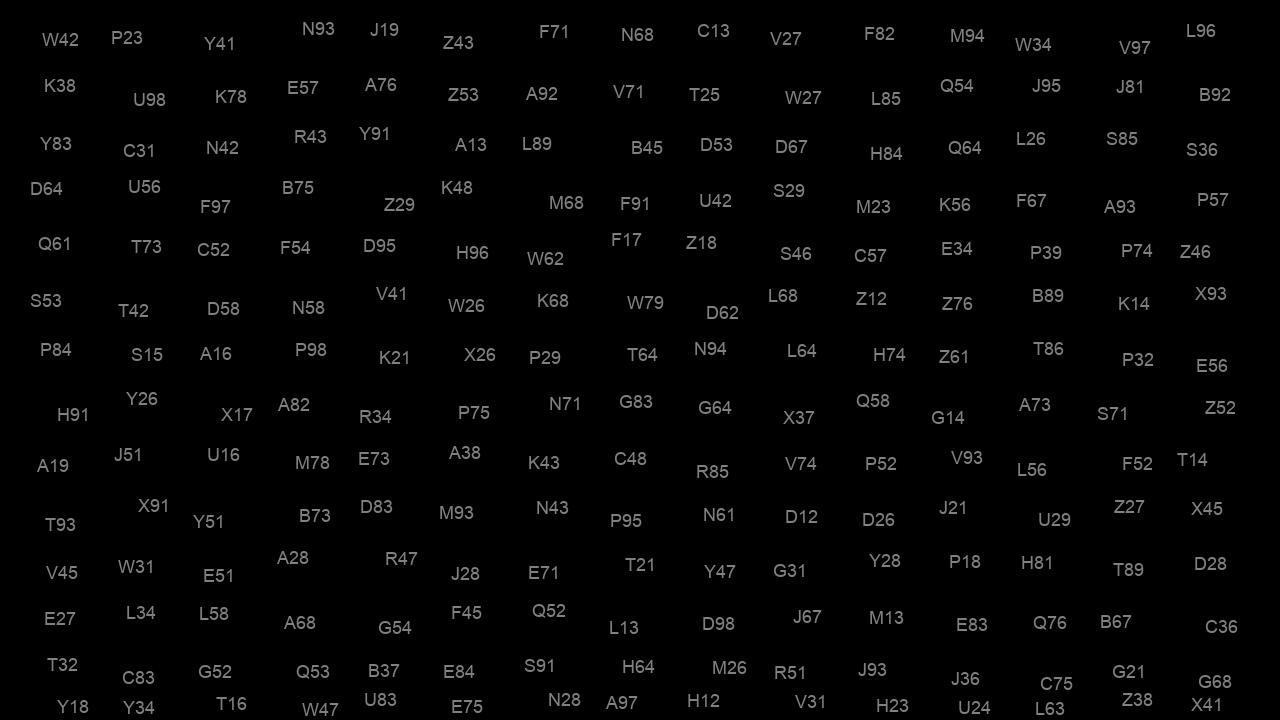 W42 P23 Y41 N93 J19 Z43 F71 N68 C13 V27 F82 M94 W34 V97 L96
K38 U98 K78 E57 A76 Z53 A92 V71 T25 W27 L85 Q54 J95 J81 B92
Y83 C31 N42 R43 Y91 A13 L89 B45 D53 D67 H84 Q64 L26 S85 S36
D64 U56 F97 B75 Z29 K48 M68 F91 U42 S29 M23 K56 F67 A93 P57
Q61 T73 C52 F54 D95 H96 W62 F17 Z18 S46 C57 E34 P39 P74 Z46
S53 T42 D58 N58 V41 W26 K68 W79 D62 L68 Z12 Z76 B89 K14 X93
P84 S15 A16 P98 K21 X26 P29 T64 N94 L64 H74 Z61 T86 P32 E56
H91 Y26 X17 A82 R34 P75 N71 G83 G64 X37 Q58 G14 A73 S71 Z52
A19 J51 U16 M78 E73 A38 K43 C48 R85 V74 P52 V93 L56 F52 T14
T93 X91 Y51 B73 D83 M93 N43 P95 N61 D12 D26 J21 U29 Z27 X45
V45 W31 E51 A28 R47 J28 E71 T21 Y47 G31 Y28 P18 H81 T89 D28
E27 L34 L58 A68 G54 F45 Q52 L13 D98 J67 M13 E83 Q76 B67 C36
T32 C83 G52 Q53 B37 E84 S91 H64 M26 R51 J93 J36 C75 G21 G68
Y18 Y34 T16 W47 U83 E75 N28 A97 H12 V31 H23 U24 L63 Z38 X41